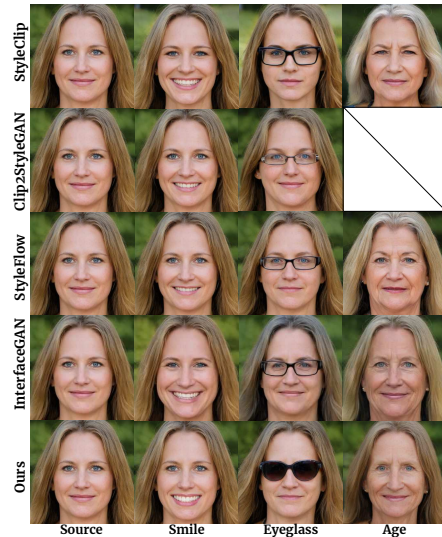 StyleClip
Clip2StyleGAN
StyleFlow
InterfaceGAN
Ours
Source Smile Eyeglass Age